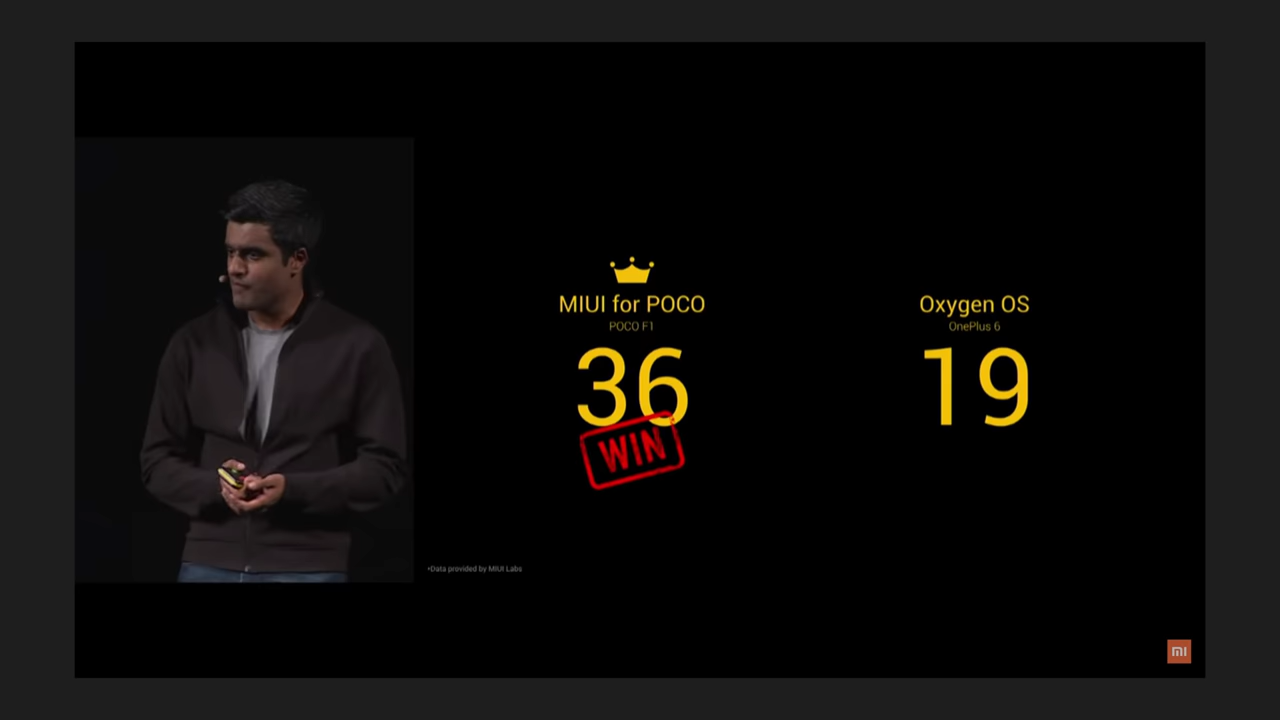 MIUI for POCO
POCO F1
36
WIN
Oxygen OS
OnePlus 6
19
*Data provided by MIUI Labs
MI